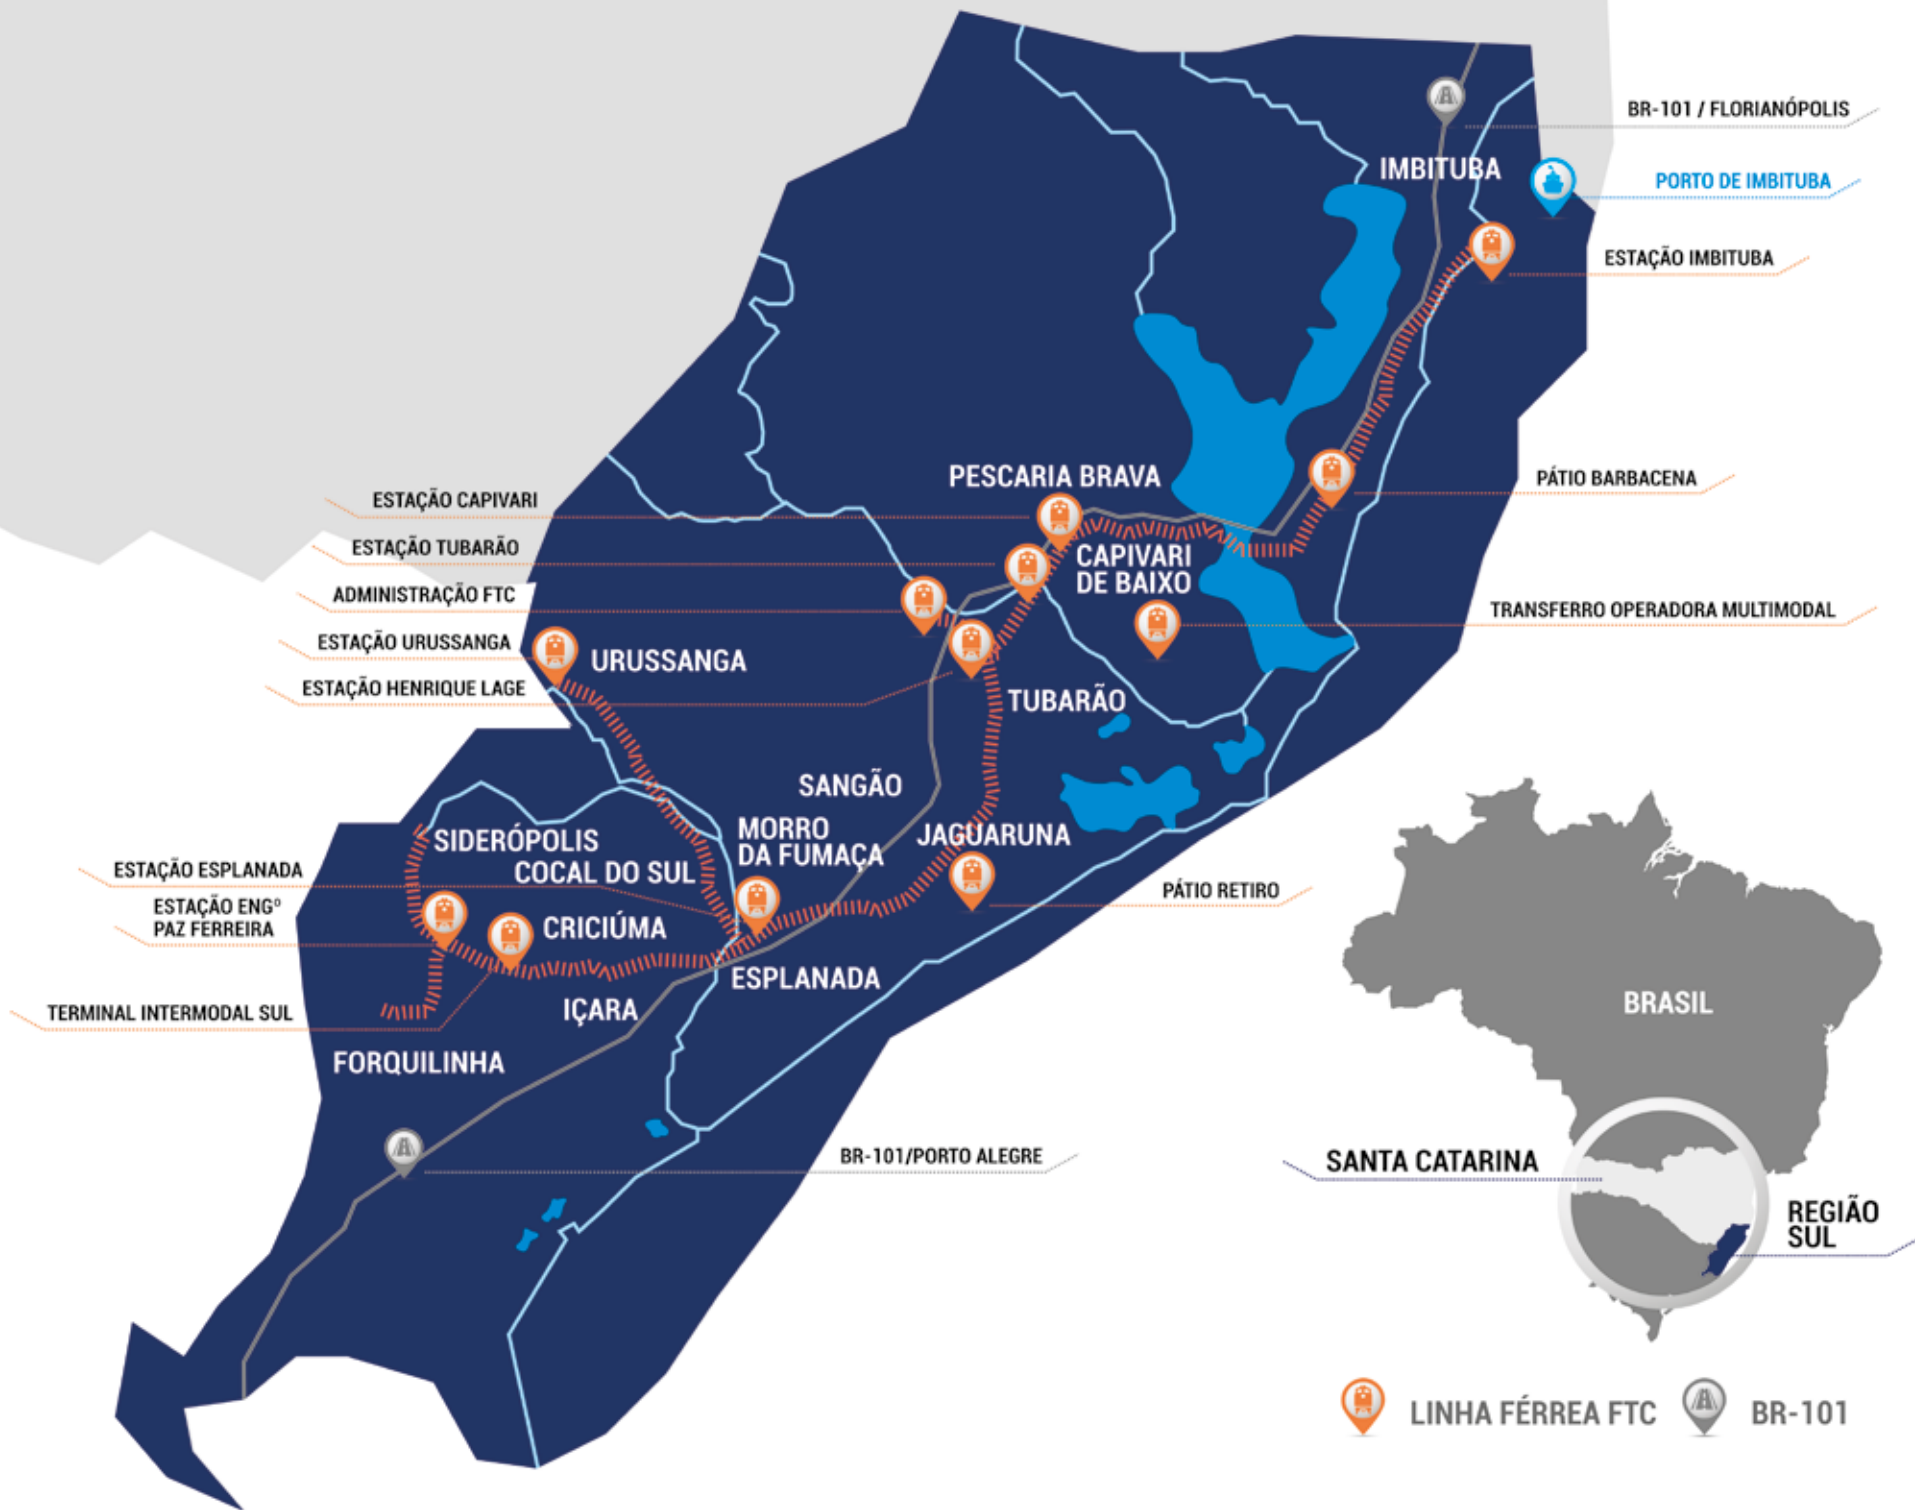 BR-101 / FLORIANÓPOLIS
IMBITUBA
PORTO DE IMBITUBA
ESTAÇÃO IMBITUBA
PESCARIA BRAVA
PÁTIO BARBACENA
ESTAÇÃO CAPIVARI
ESTAÇÃO TUBARÃO
CAPIVARI
DE BAIXO
ADMINISTRAÇÃO FTC
TRANSFERRO OPERADORA MULTIMODAL
ESTAÇÃO URUSSANGA
URUSSANGA
ESTAÇÃO HENRIQUE LAGE
TUBARÃO
SANGÃO
SIDERÓPOLIS
MORRO
DA FUMAÇA
JAGUARUNA
COCAL DO SUL
ESTAÇÃO ESPLANADA
PÁTIO RETIRO
ESTAÇÃO ENGº
PAZ FERREIRA
CRICIÚMA
ESPLANADA
IÇARA
TERMINAL INTERMODAL SUL
FORQUILINHA
BRASIL
BR-101/PORTO ALEGRE
SANTA CATARINA
REGIÃO
SUL
LINHA FÉRREA FTC
BR-101